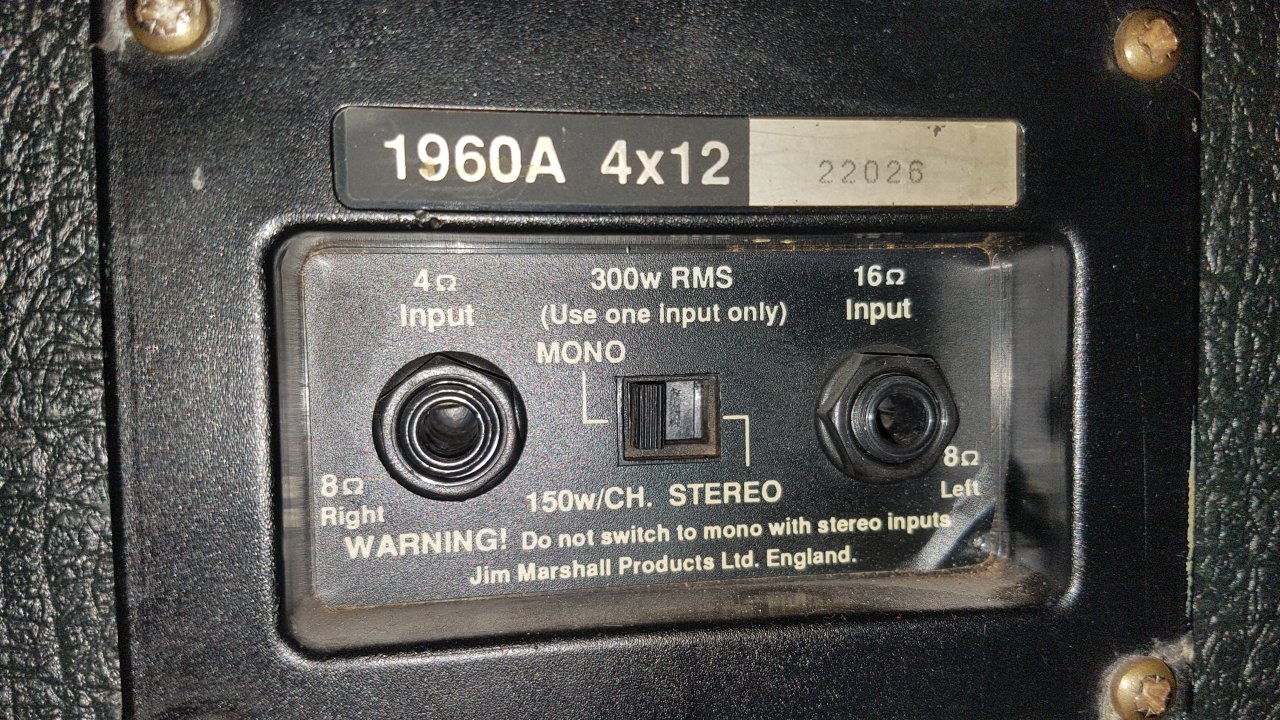 1960A 4x12 22026
4Ω 300w RMS 16Ω
Input (Use one input only) Input
MONO
8Ω 8Ω
Right 150w/CH. STEREO Left
WARNING! Do not switch to mono with stereo inputs
Jim Marshall Products Ltd. England.